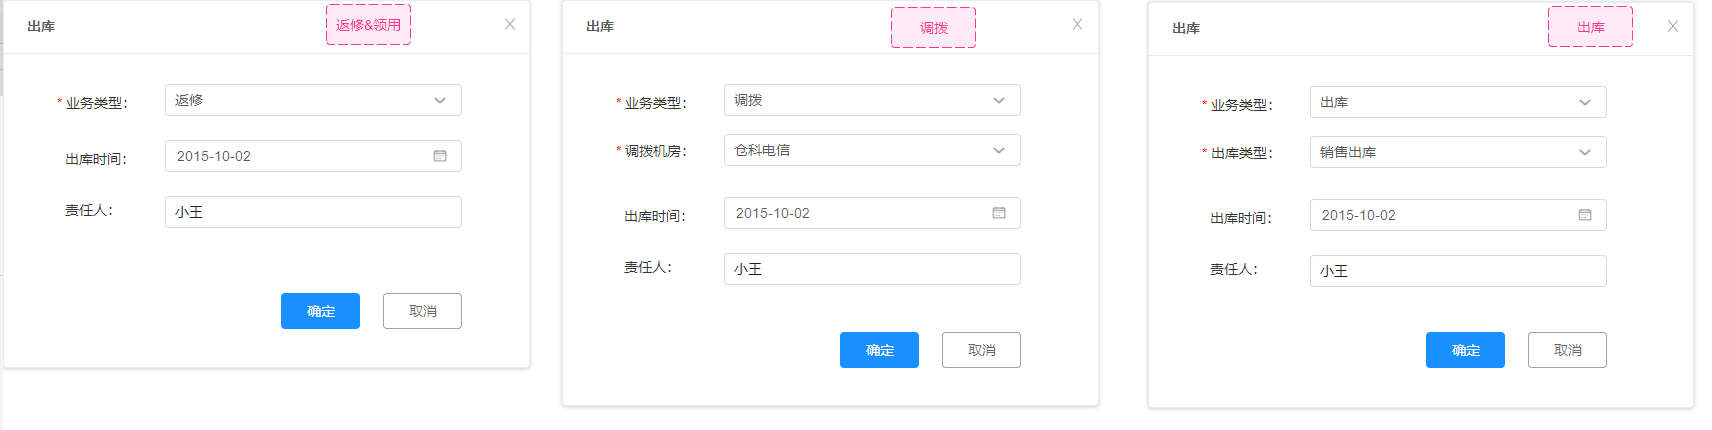 出库
返修&领用
X
* 业务类型：
返修
出库时间：
2015-10-02
责任人：
小王
确定
取消
出库
调拨
X
* 业务类型：
调拨
* 调拨机房：
仓科电信
出库时间：
2015-10-02
责任人：
小王
确定
取消
出库
出库
X
* 业务类型：
出库
* 出库类型：
销售出库
出库时间：
2015-10-02
责任人：
小王
确定
取消